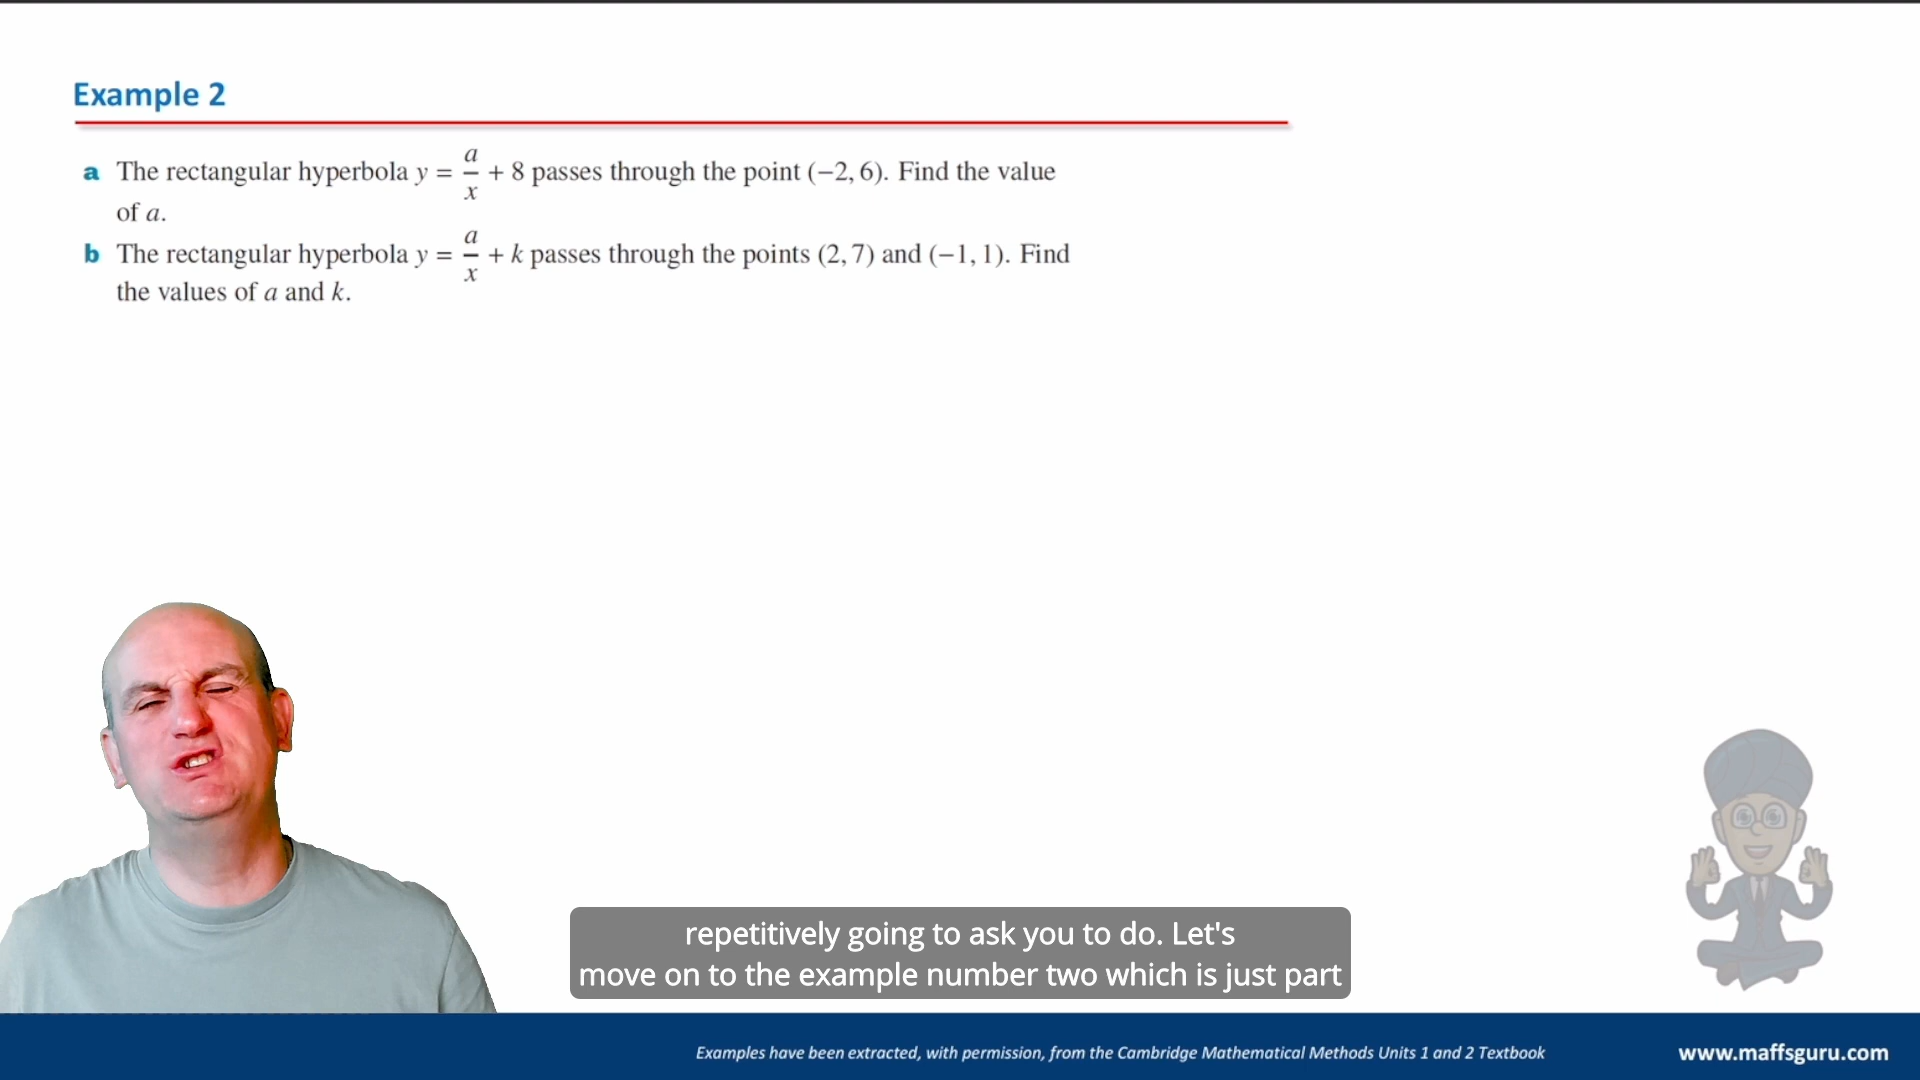 Example 2
a The rectangular hyperbola y = a/x + 8 passes through the point (−2, 6). Find the value
of a.
b The rectangular hyperbola y = a/x + k passes through the points (2, 7) and (−1, 1). Find
the values of a and k.
repetitively going to ask you to do. Let's
move on to the example number two which is just part
Examples have been extracted, with permission, from the Cambridge Mathematical Methods Units 1 and 2 Textbook
www.maffsguru.com